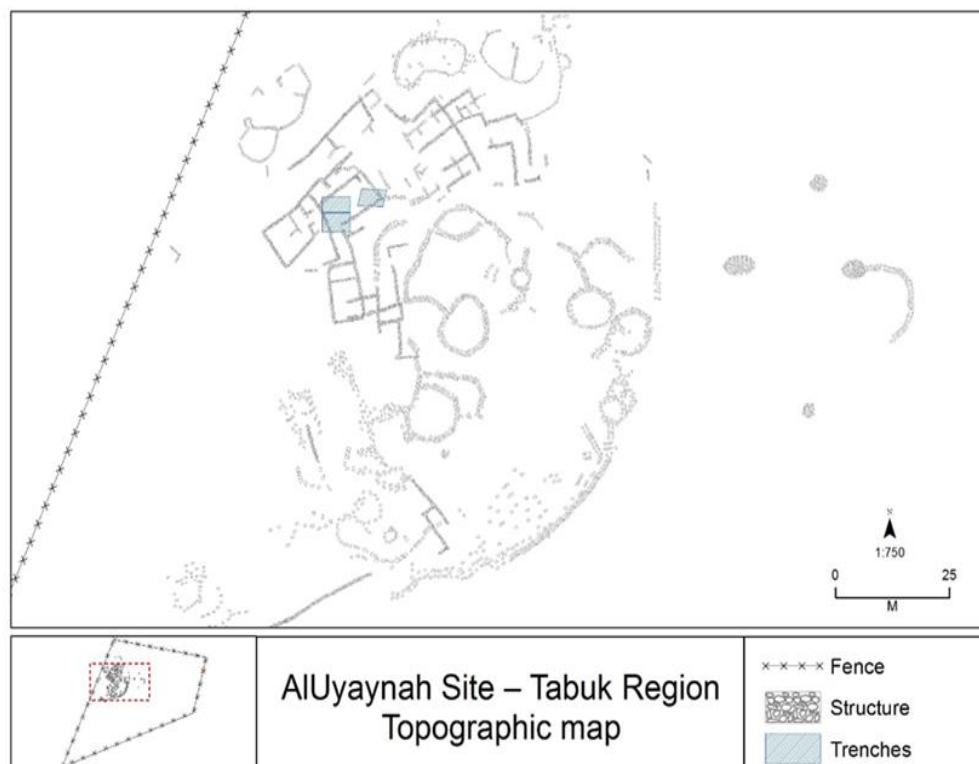 N
1:750
0 25
M
AlUyaynah Site – Tabuk Region
Topographic map
Fence
Structure
Trenches